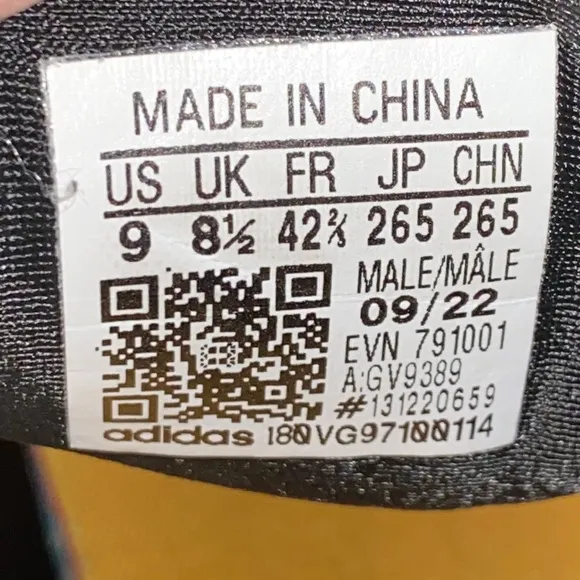 MADE IN CHINA
US UK FR JP CHN
9 8½ 42⅔ 265 265
MALE/MÂLE
09/22
EVN 791001
A:GV9389
#131220659
adidas 180VG97100114